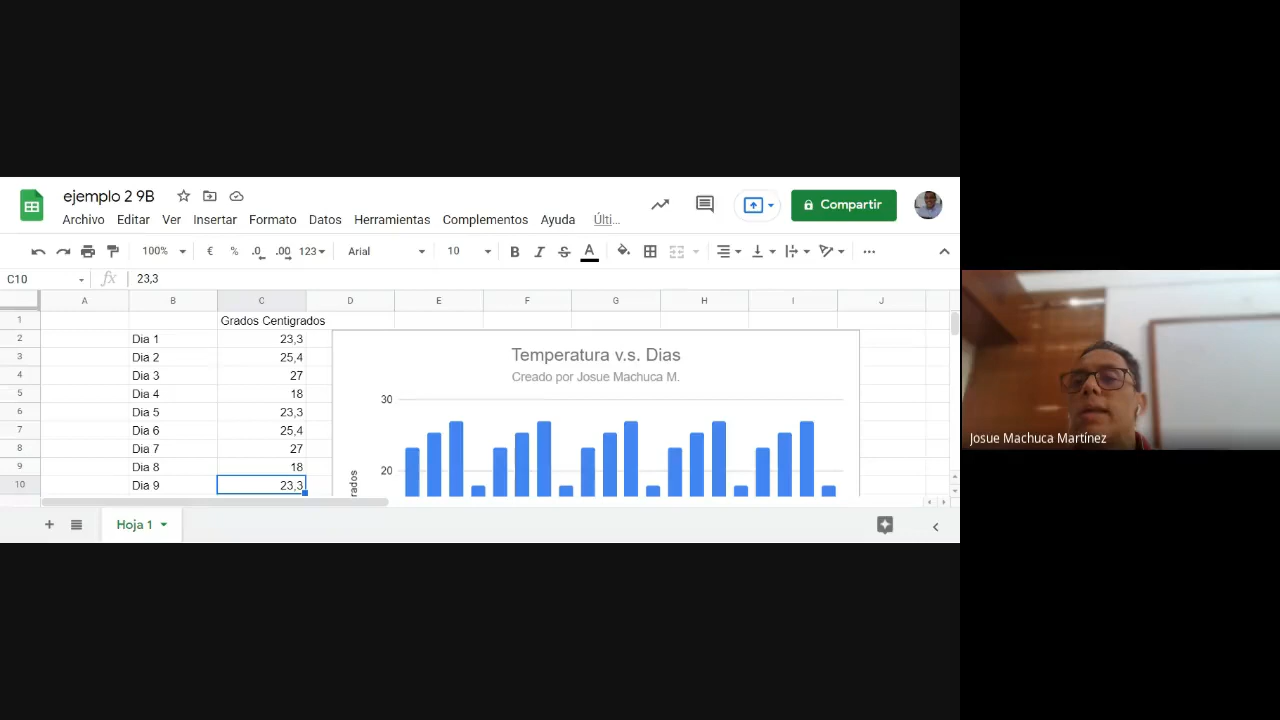 ejemplo 2 9B
Archivo Editar Ver Insertar Formato Datos Herramientas Complementos Ayuda Últi...
Compartir
100% € % .0 .00 123 Arial 10 B I S A ...
C10 fx 23,3
A B C D E F G H I J
1 Grados Centigrados
2 Dia 1 23,3
3 Dia 2 25,4
4 Dia 3 27
5 Dia 4 18
6 Dia 5 23,3
7 Dia 6 25,4
8 Dia 7 27
9 Dia 8 18
10 Dia 9 23,3
Temperatura v.s. Dias
Creado por Josue Machuca M.
30
20
rados
Hoja 1
Josue Machuca Martínez